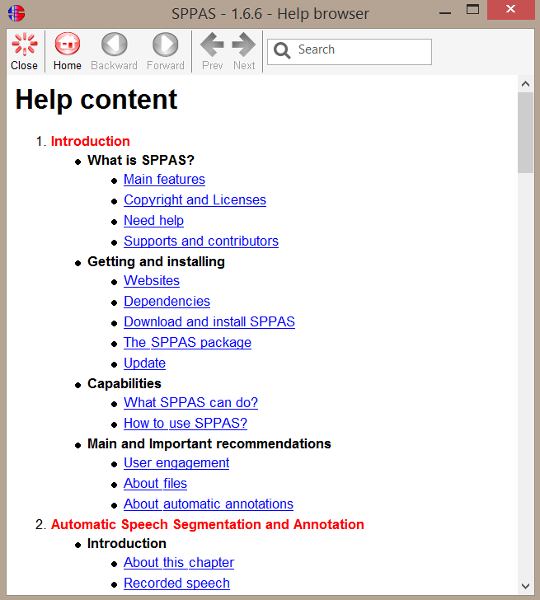 SPPAS - 1.6.6 - Help browser
Close Home Backward Forward Prev Next Search
Help content
1. Introduction
What is SPPAS?
Main features
Copyright and Licenses
Need help
Supports and contributors
Getting and installing
Websites
Dependencies
Download and install SPPAS
The SPPAS package
Update
Capabilities
What SPPAS can do?
How to use SPPAS?
Main and Important recommendations
User engagement
About files
About automatic annotations
2. Automatic Speech Segmentation and Annotation
Introduction
About this chapter
Recorded speech